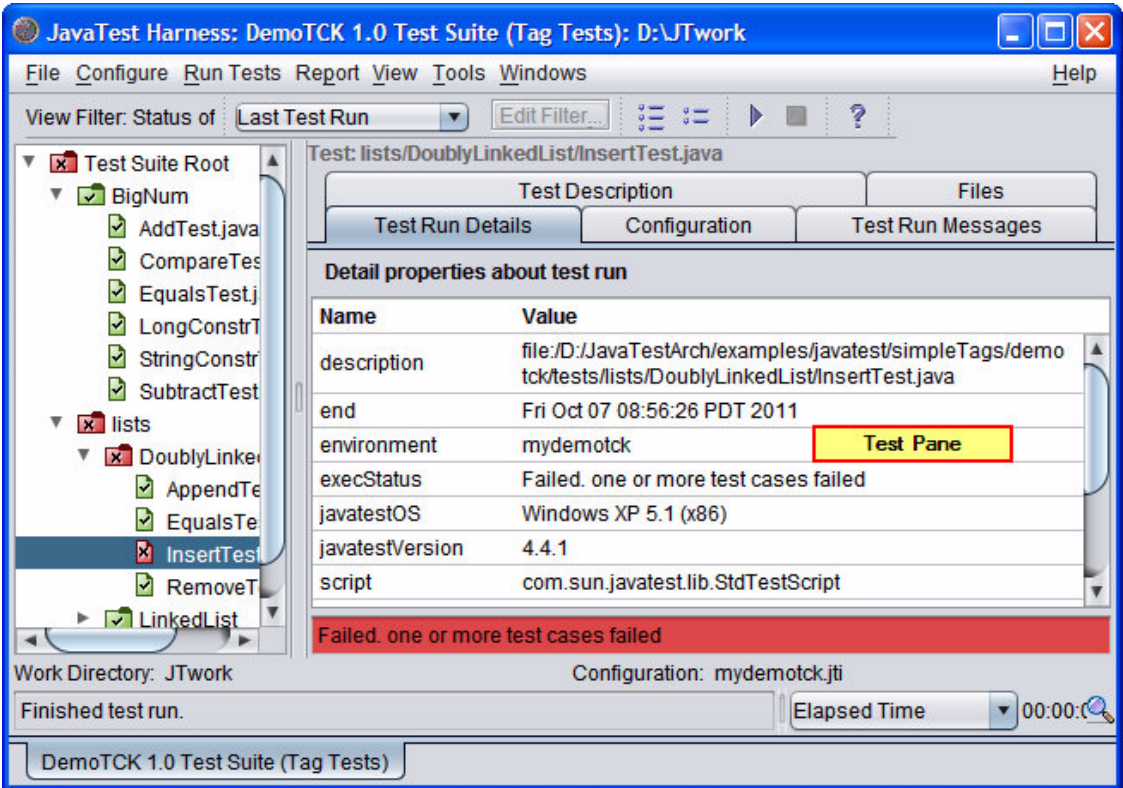 JavaTest Harness: DemoTCK 1.0 Test Suite (Tag Tests): D:\JTwork
File Configure Run Tests Report View Tools Windows Help
View Filter: Status of Last Test Run Edit Filter... ?
Test Suite Root
BigNum
AddTest.java
CompareTes
EqualsTest.j
LongConstrT
StringConstr
SubtractTest
lists
DoublyLinke
AppendTe
EqualsTe
InsertTest
RemoveT
LinkedList
Test: lists/DoublyLinkedList/InsertTest.java
Test Description Files
Test Run Details Configuration Test Run Messages
Detail properties about test run
Name Value
description file:/D:/JavaTestArch/examples/javatest/simpleTags/demo
tck/tests/lists/DoublyLinkedList/InsertTest.java
end Fri Oct 07 08:56:26 PDT 2011
environment mydemotck Test Pane
execStatus Failed. one or more test cases failed
javatestOS Windows XP 5.1 (x86)
javatestVersion 4.4.1
script com.sun.javatest.lib.StdTestScript
Failed. one or more test cases failed
Work Directory: JTwork Configuration: mydemotck.jti
Finished test run. Elapsed Time 00:00:
DemoTCK 1.0 Test Suite (Tag Tests)